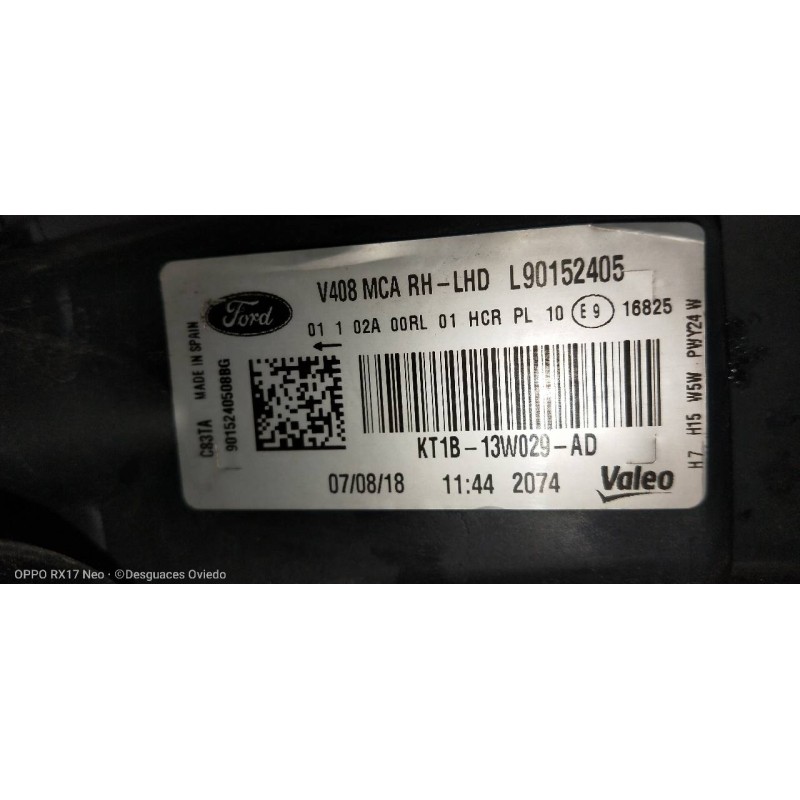 V408 MCA RH-LHD L90152405
Ford
01 1 02A 00RL 01 HCR PL 10 E9 16825
C83TA MADE IN SPAIN
9015240508BG
KT1B-13W029-AD
07/08/18 11:44 2074 Valeo
H7 H15 W5W PWY24W
OPPO RX17 Neo · ©Desguaces Oviedo